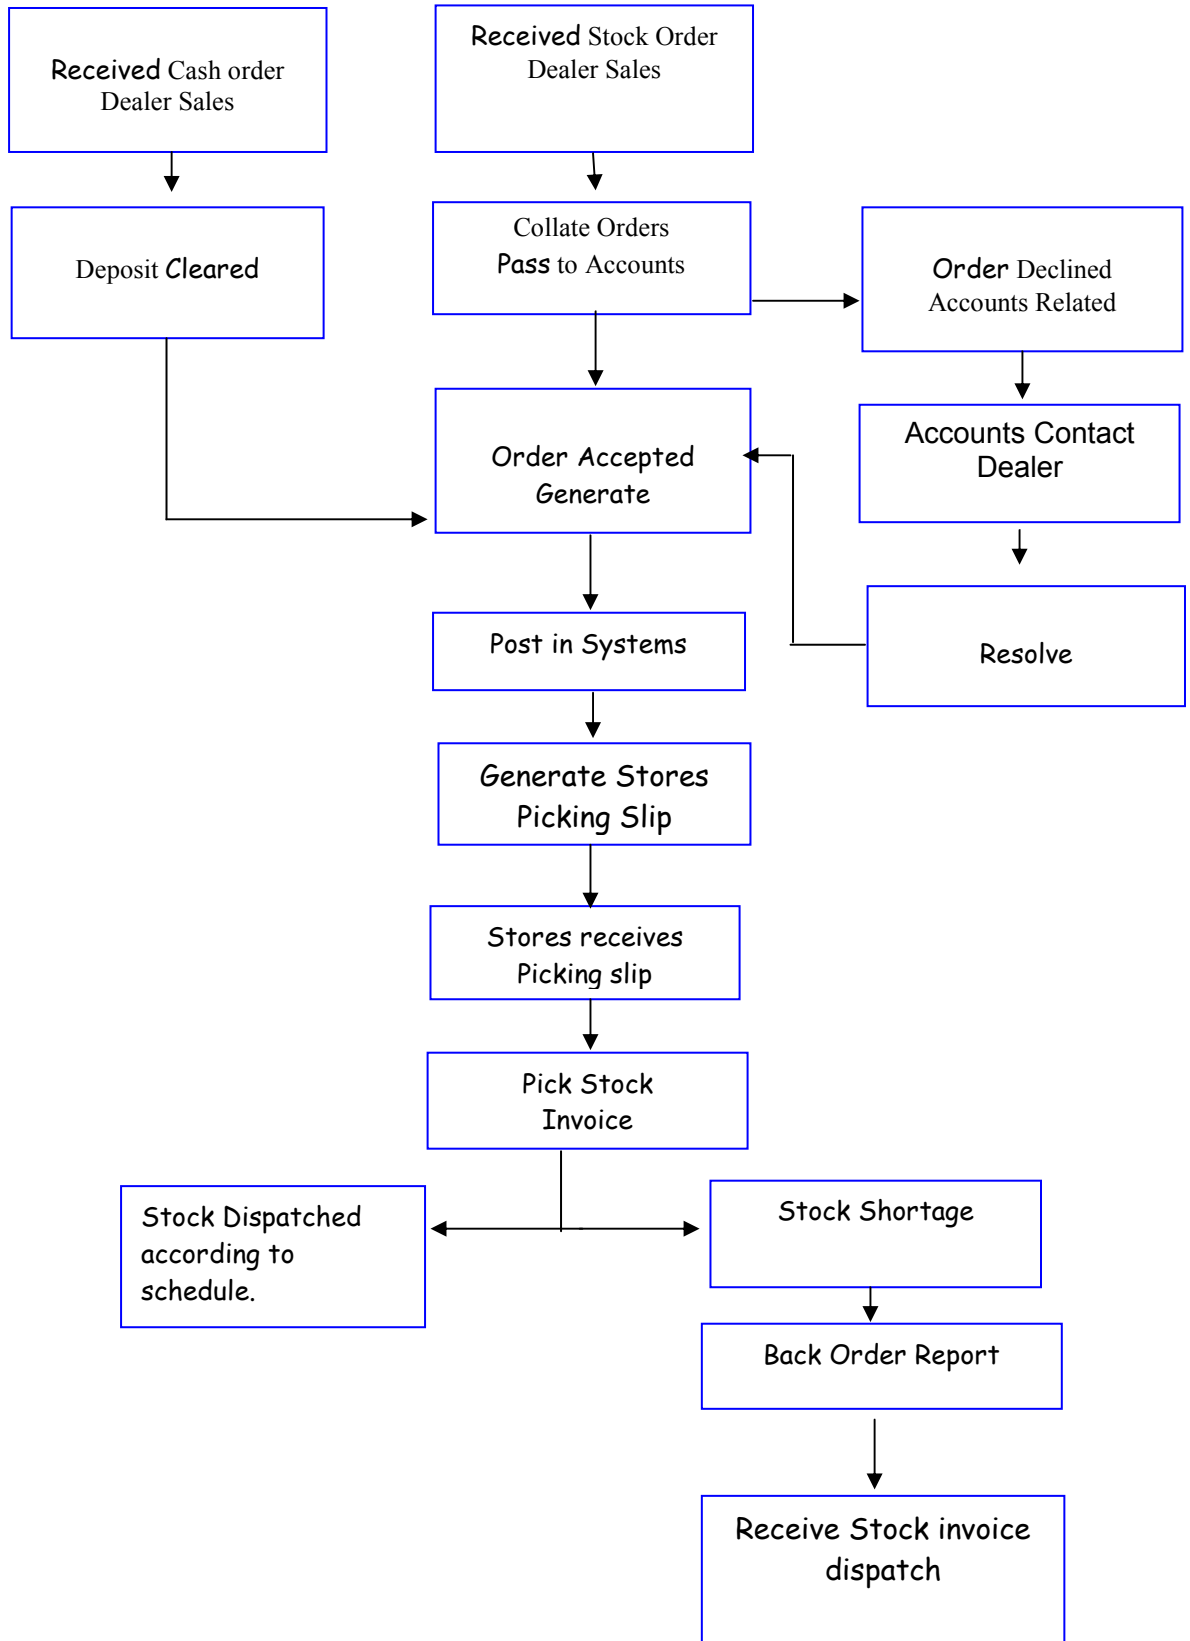 Received Cash order
Dealer Sales
Received Stock Order
Dealer Sales
Deposit Cleared
Collate Orders
Pass to Accounts
Order Declined
Accounts Related
Order Accepted
Generate
Accounts Contact
Dealer
Post in Systems
Resolve
Generate Stores
Picking Slip
Stores receives
Picking slip
Pick Stock
Invoice
Stock Dispatched
according to
schedule.
Stock Shortage
Back Order Report
Receive Stock invoice
dispatch